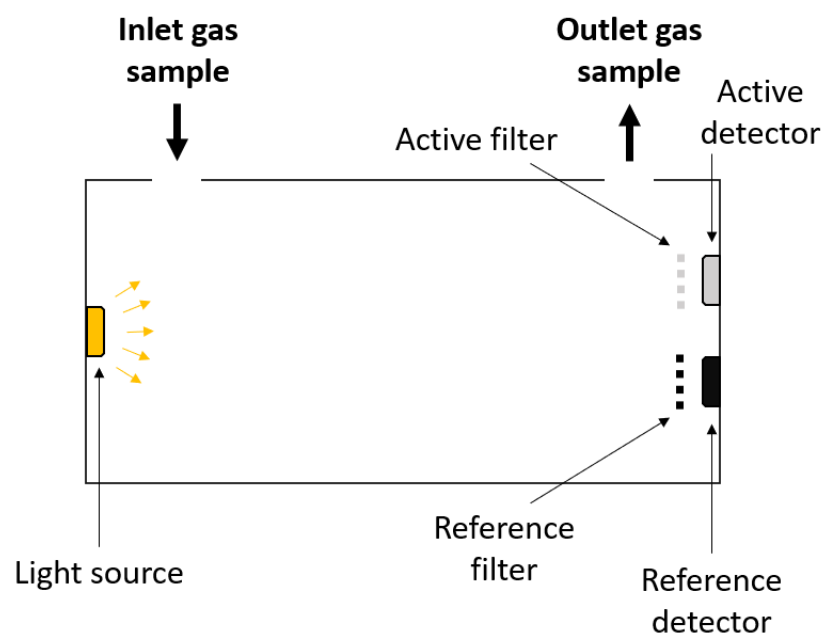 Inlet gas
sample
Outlet gas
sample
Active
detector
Active filter
Reference
filter
Light source
Reference
detector